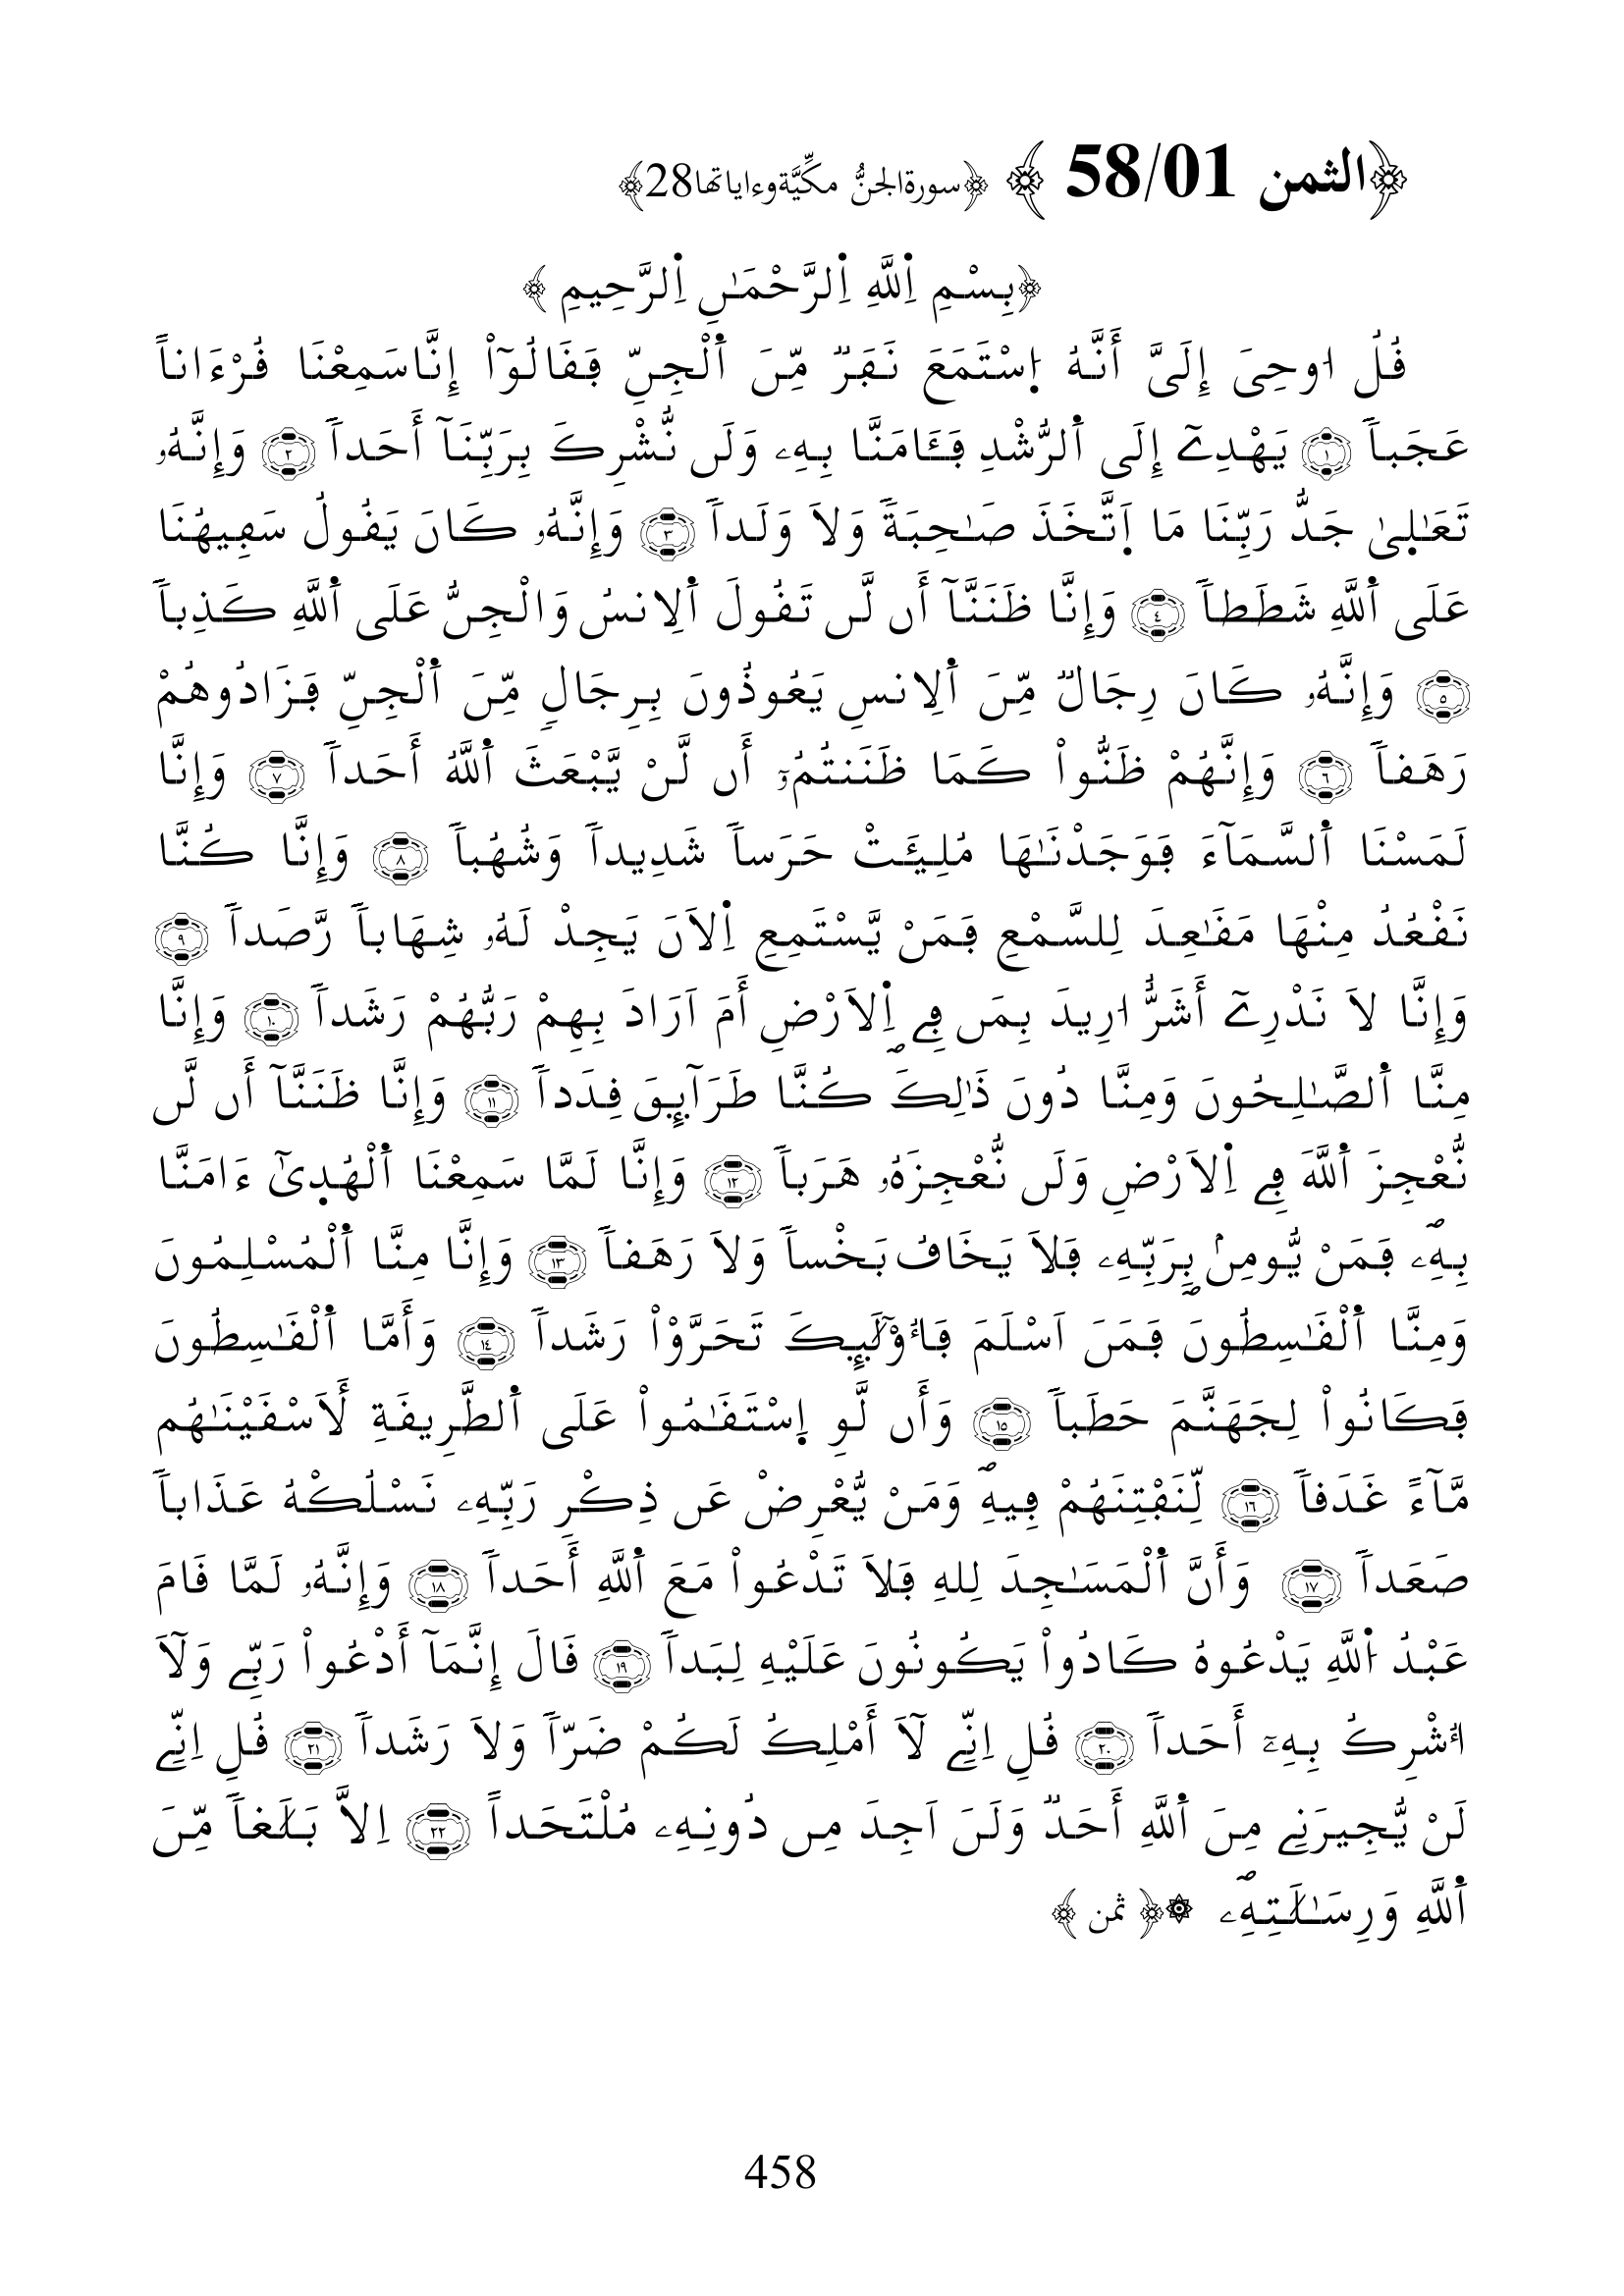 ﴿الثمن 58/01 ﴾ ﴿سورة الجنُّ مكِّيَّة وءاياتها28﴾
﴿بِسْمِ اِ۬للَّهِ اِ۬لرَّحْمَٰنِ اِ۬لرَّحِيمِ ﴾
قُلُ ا۟وحِيَ إِلَيَّ أَنَّهُ اُ۪سْتَمَعَ نَفَرٞ مِّنَ اَ۬لْجِنِّ فَقَالُوٓاْ إِنَّا سَمِعْنَا قُرْءَاناً
عَجَباٗ ١ يَهْدِےٓ إِلَى اَ۬لرُّشْدِ فَـَٔامَنَّا بِهِۦ وَلَن نُّشْرِكَ بِرَبِّنَآ أَحَداٗ ٢ وَإِنَّهُۥ
تَعَٰل۪ىٰ جَدُّ رَبِّنَا مَا اَ۪تَّخَذَ صَٰحِبَةٗ وَلَا وَلَداٗ ٣ وَإِنَّهُۥ كَانَ يَقُولُ سَفِيهُنَا
عَلَى اَ۬للَّهِ شَطَطاٗ ٤ وَإِنَّا ظَنَنَّآ أَن لَّن تَقُولَ اَ۬لِانسُ وَالْجِنُّ عَلَى اَ۬للَّهِ كَذِباٗ
٥ وَإِنَّهُۥ كَانَ رِجَالٞ مِّنَ اَ۬لِانسِ يَعُوذُونَ بِرِجَالٖ مِّنَ اَ۬لْجِنِّ فَزَادُوهُمْ
رَهَقاٗ ٦ وَإِنَّهُمْ ظَنُّواْ كَمَا ظَنَنتُمُۥٓ أَن لَّنْ يَّبْعَثَ اَ۬للَّهُ أَحَداٗ ٧ وَإِنَّا
لَمَسْنَا اَ۬لسَّمَآءَ فَوَجَدْنَٰهَا مُلِئَتْ حَرَساٗ شَدِيداٗ وَشُهُباٗ ٨ وَإِنَّا كُنَّا
نَقْعُدُ مِنْهَا مَقَٰعِدَ لِلسَّمْعِ فَمَنْ يَّسْتَمِعِ اِ۬لَانَ يَجِدْ لَهُۥ شِهَاباٗ رَّصَداٗ ٩
وَإِنَّا لَا نَدْرِےٓ أَشَرٌّ ا۟رِيدَ بِمَن فِے اِ۬لَارْضِ أَمَ اَرَادَ بِهِمْ رَبُّهُمْ رَشَداٗ ١٠ وَإِنَّا
مِنَّا اَ۬لصَّٰلِحُونَ وَمِنَّا دُونَ ذَٰلِكَ كُنَّا طَرَآئِقَ قِدَداٗ ١١ وَإِنَّا ظَنَنَّآ أَن لَّن
نُّعْجِزَ اَ۬للَّهَ فِے اِ۬لَارْضِ وَلَن نُّعْجِزَهُۥ هَرَباٗ ١٢ وَإِنَّا لَمَّا سَمِعْنَا اَ۬لْهُد۪ىٰٓ ءَامَنَّا
بِهِۦۖ فَمَنْ يُّومِنۢ بِرَبِّهِۦ فَلَا يَخَافُ بَخْساٗ وَلَا رَهَقاٗ ١٣ وَإِنَّا مِنَّا اَ۬لْمُسْلِمُونَ
وَمِنَّا اَ۬لْقَٰسِطُونَ فَمَنَ اَسْلَمَ فَأُوْلَٰٓئِكَ تَحَرَّوْاْ رَشَداٗ ١٤ وَأَمَّا اَ۬لْقَٰسِطُونَ
فَكَانُواْ لِجَهَنَّمَ حَطَباٗ ١٥ وَأَن لَّوِ اِ۪سْتَقَٰمُواْ عَلَى اَ۬لطَّرِيقَةِ لَأَسْقَيْنَٰهُم
مَّآءً غَدَقاٗ ١٦ لِّنَفْتِنَهُمْ فِيهِۖ وَمَنْ يُّعْرِضْ عَن ذِكْرِ رَبِّهِۦ نَسْلُكْهُ عَذَاباٗ
صَعَداٗ ١٧ وَأَنَّ اَ۬لْمَسَٰجِدَ لِلهِ فَلَا تَدْعُواْ مَعَ اَ۬للَّهِ أَحَداٗ ١٨ وَإِنَّهُۥ لَمَّا قَامَ
عَبْدُ اُ۬للَّهِ يَدْعُوهُ كَادُواْ يَكُونُونَ عَلَيْهِ لِبَداٗ ١٩ قَالَ إِنَّمَآ أَدْعُواْ رَبِّے وَلَآ
أُشْرِكُ بِهِۦٓ أَحَداٗ ٢٠ قُلِ اِنِّے لَآ أَمْلِكُ لَكُمْ ضَرّاٗ وَلَا رَشَداٗ ٢١ قُلِ اِنِّے
لَنْ يُّجِيرَنِے مِنَ اَ۬للَّهِ أَحَدٞ وَلَنَ اَجِدَ مِن دُونِهِۦ مُلْتَحَداً ٢٢ اِلَّا بَلَٰغاٗ مِّنَ
اَ۬للَّهِ وَرِسَٰلَٰتِهِۦۖ ۞﴿ ثمن ﴾
458